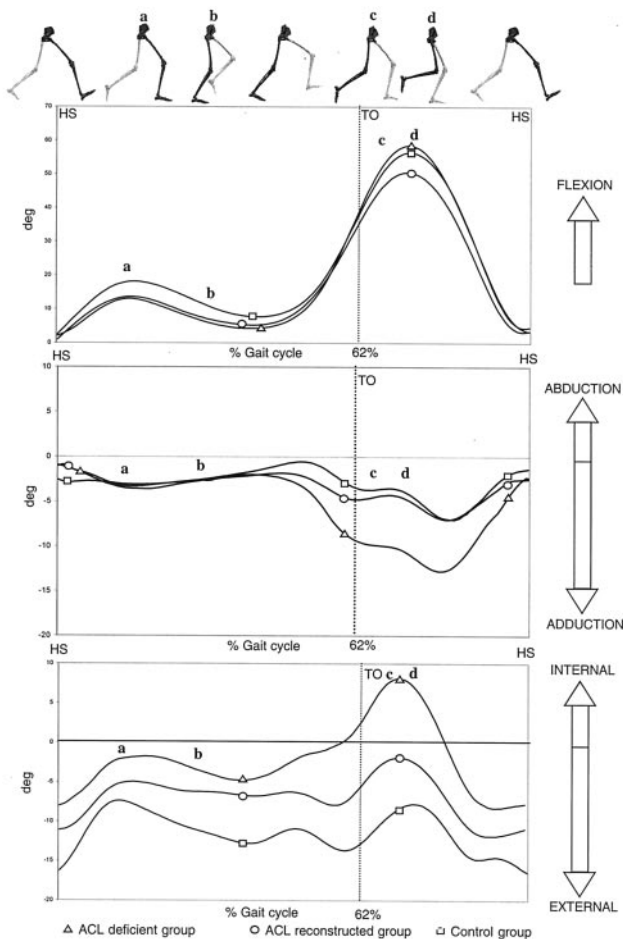 a b c d
HS TO HS
70
60 c d
50 FLEXION
40
deg
30
a
20 b
10
0
HS % Gait cycle 62% HS
10 TO ABDUCTION
5
0
a b c d
deg
-5
-10
-15
-20 ADDUCTION
HS % Gait cycle 62% HS
10 TO c d INTERNAL
5
0
a b
deg
-5
-10
-15
-20 EXTERNAL
% Gait cycle 62%
ACL deficient group ACL reconstructed group Control group